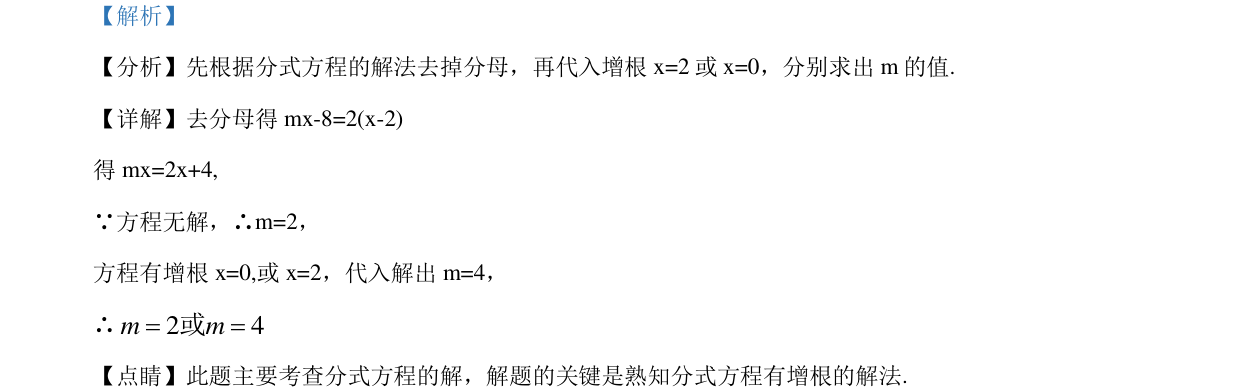 【解析】
【分析】先根据分式方程的解法去掉分母，再代入增根 x=2 或 x=0，分别求出 m 的值.
【详解】去分母得 mx-8=2(x-2)
得 mx=2x+4,
∵方程无解，∴m=2，
方程有增根 x=0,或 x=2，代入解出 m=4，
∴ m = 2或m = 4
【点睛】此题主要考查分式方程的解，解题的关键是熟知分式方程有增根的解法.